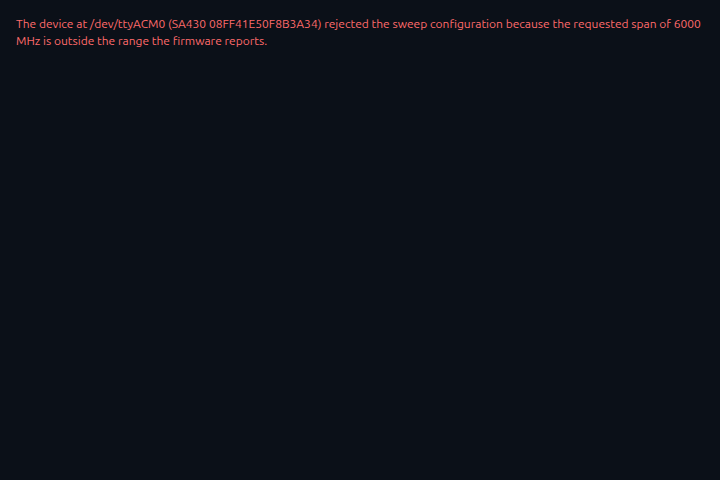 The device at /dev/ttyACM0 (SA430 08FF41E50F8B3A34) rejected the sweep configuration because the requested span of 6000
MHz is outside the range the firmware reports.